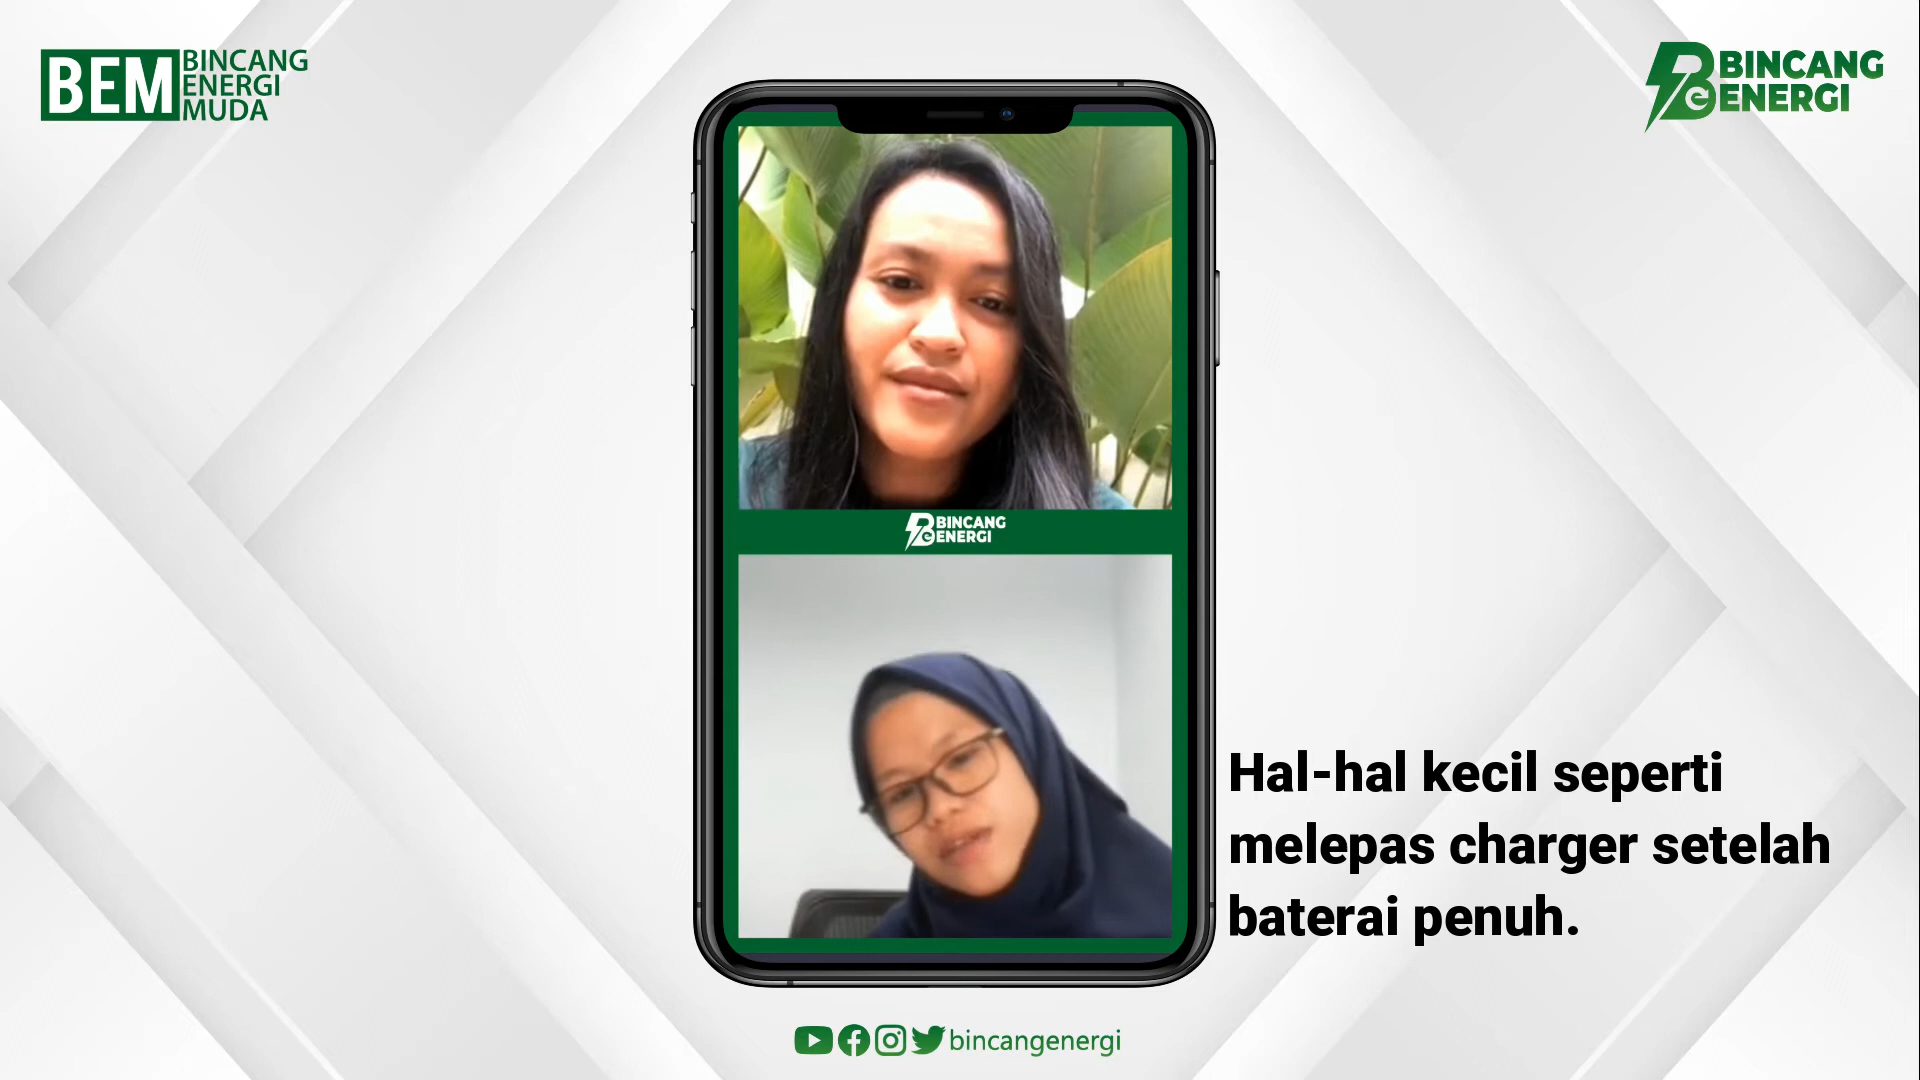 BEM
BINCANG
ENERGI
MUDA
BINCANG
ENERGI
BINCANG
ENERGI
Hal-hal kecil seperti
melepas charger setelah
baterai penuh.
bincangenergi